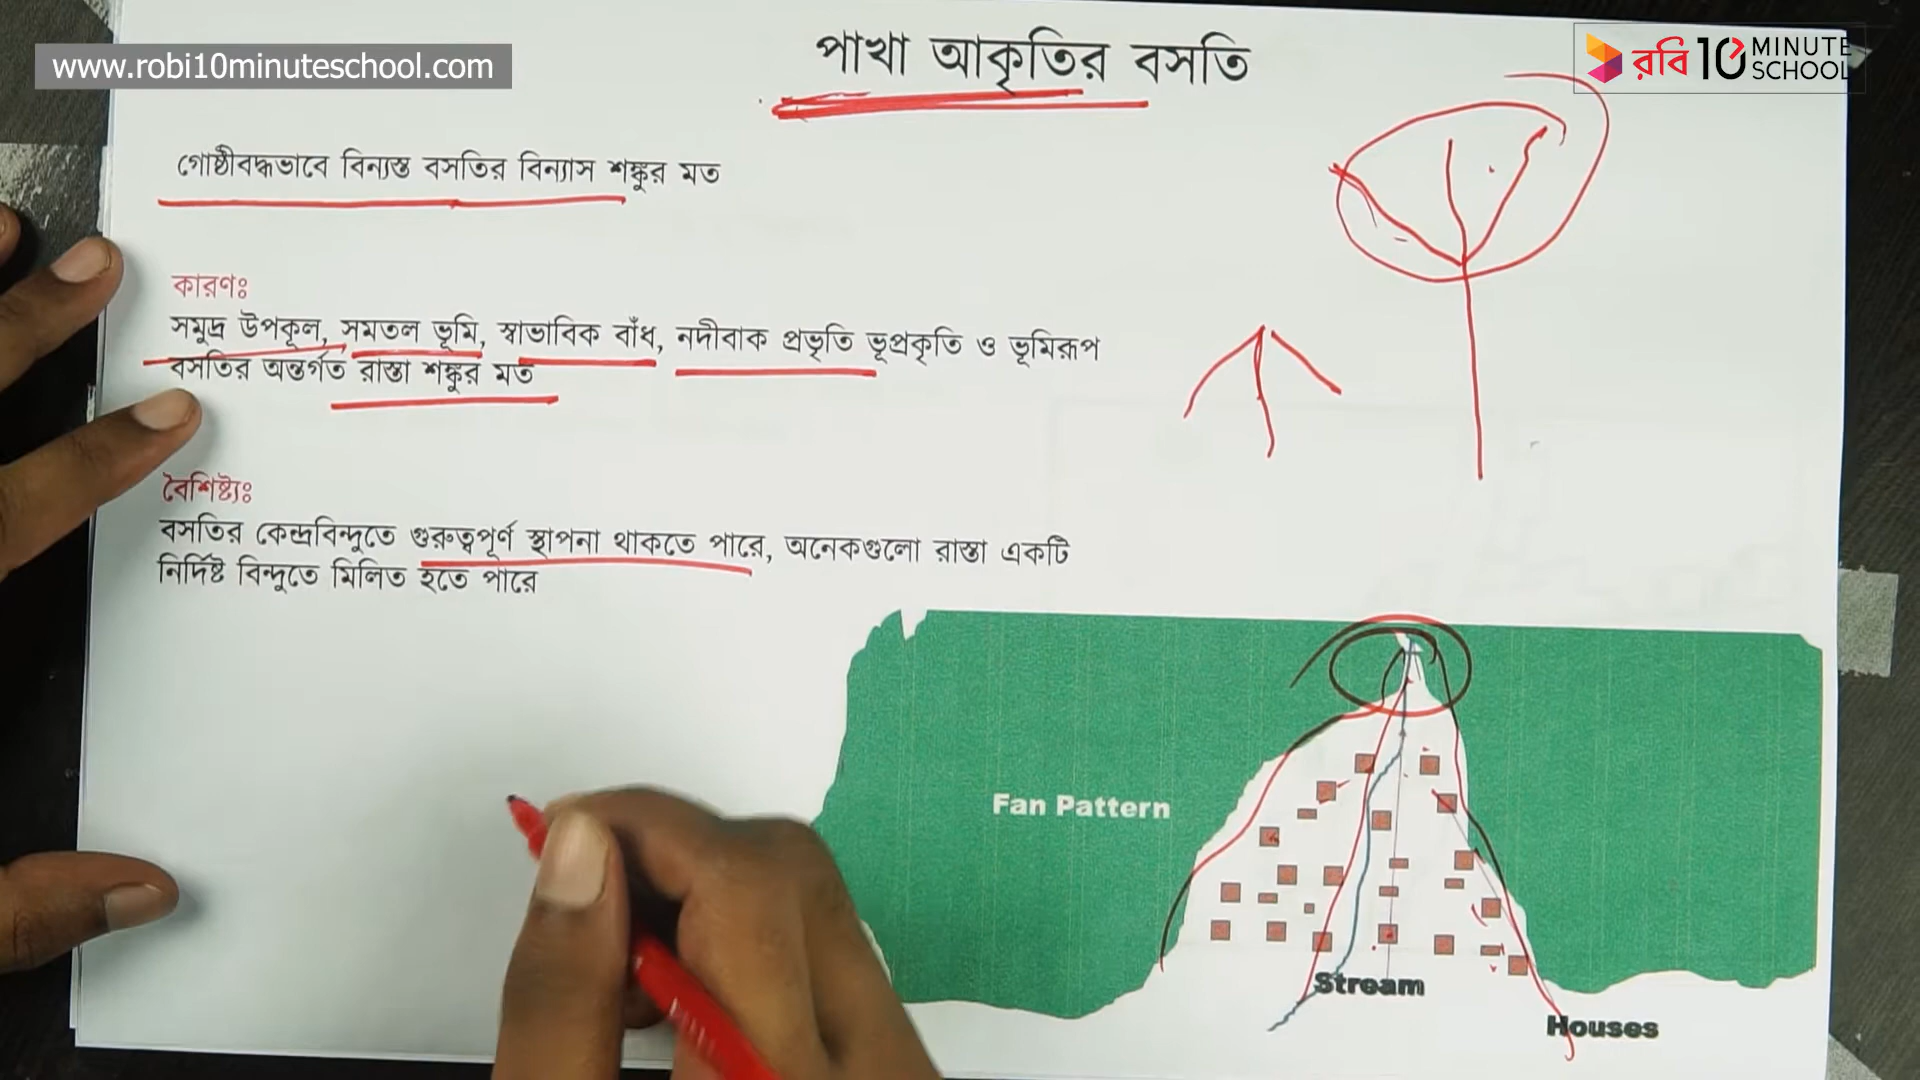 www.robi10minuteschool.com
পাখা আকৃতির বসতি
রবি 10 MINUTE SCHOOL
গোষ্ঠীবদ্ধভাবে বিন্যস্ত বসতির বিন্যাস শঙ্কুর মত
কারণঃ
সমুদ্র উপকূল, সমতল ভূমি, স্বাভাবিক বাঁধ, নদীবাক প্রভৃতি ভূপ্রকৃতি ও ভূমিরূপ
বসতির অন্তর্গত রাস্তা শঙ্কুর মত
বৈশিষ্ট্যঃ
বসতির কেন্দ্রবিন্দুতে গুরুত্বপূর্ণ স্থাপনা থাকতে পারে, অনেকগুলো রাস্তা একটি
নির্দিষ্ট বিন্দুতে মিলিত হতে পারে
Fan Pattern
Stream
Houses